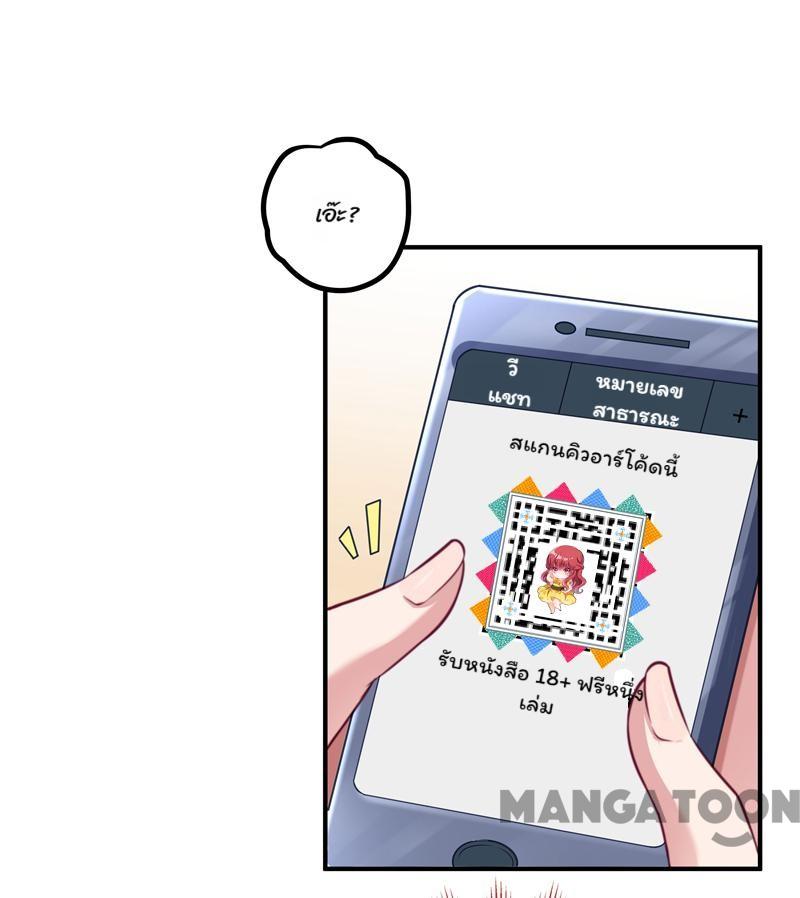 เอ๊ะ?
วี
แชท
หมายเลข
สาธารณะ
+
สแกนคิวอาร์โค้ดนี้
รับหนังสือ 18+ ฟรีหนึ่ง
เล่ม
MANGATOON